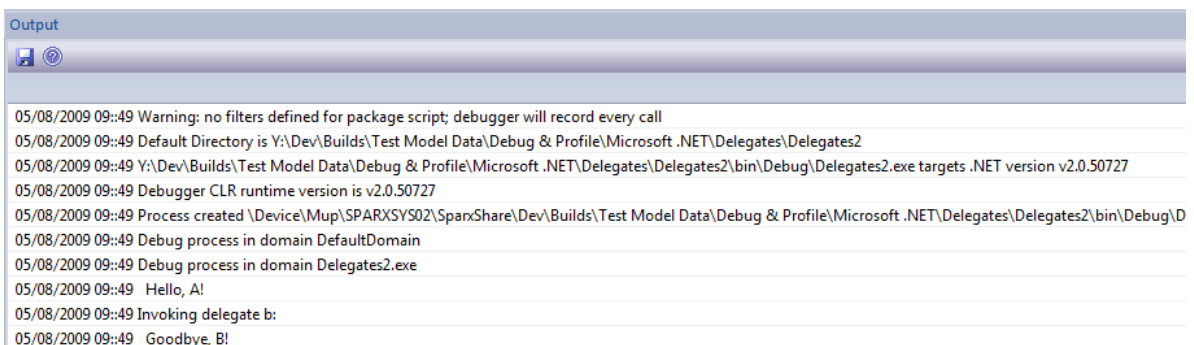 Output
05/08/2009 09::49 Warning: no filters defined for package script; debugger will record every call
05/08/2009 09::49 Default Directory is Y:\Dev\Builds\Test Model Data\Debug & Profile\Microsoft .NET\Delegates\Delegates2
05/08/2009 09::49 Y:\Dev\Builds\Test Model Data\Debug & Profile\Microsoft .NET\Delegates\Delegates2\bin\Debug\Delegates2.exe targets .NET version v2.0.50727
05/08/2009 09::49 Debugger CLR runtime version is v2.0.50727
05/08/2009 09::49 Process created \Device\Mup\SPARXSYS02\SparxShare\Dev\Builds\Test Model Data\Debug & Profile\Microsoft .NET\Delegates\Delegates2\bin\Debug\D
05/08/2009 09::49 Debug process in domain DefaultDomain
05/08/2009 09::49 Debug process in domain Delegates2.exe
05/08/2009 09::49 Hello, A!
05/08/2009 09::49 Invoking delegate b:
05/08/2009 09::49 Goodbye, B!